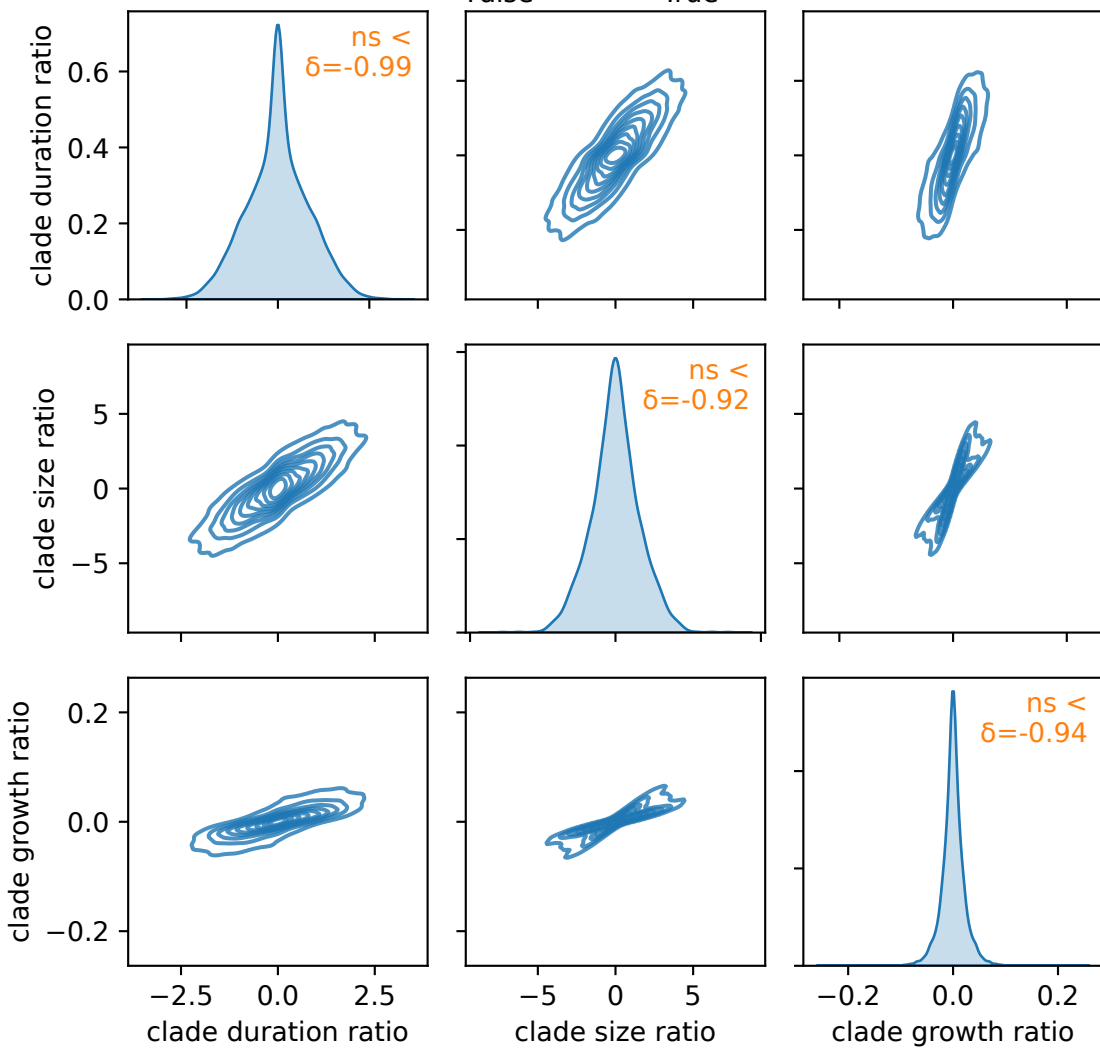 ns <
δ=-0.99
clade duration ratio
0.6
0.4
0.2
0.0
clade size ratio
5
0
−5
ns <
δ=-0.92
clade growth ratio
0.2
0.0
−0.2
ns <
δ=-0.94
−2.5 0.0 2.5
−5 0 5
−0.2 0.0 0.2
clade duration ratio
clade size ratio
clade growth ratio